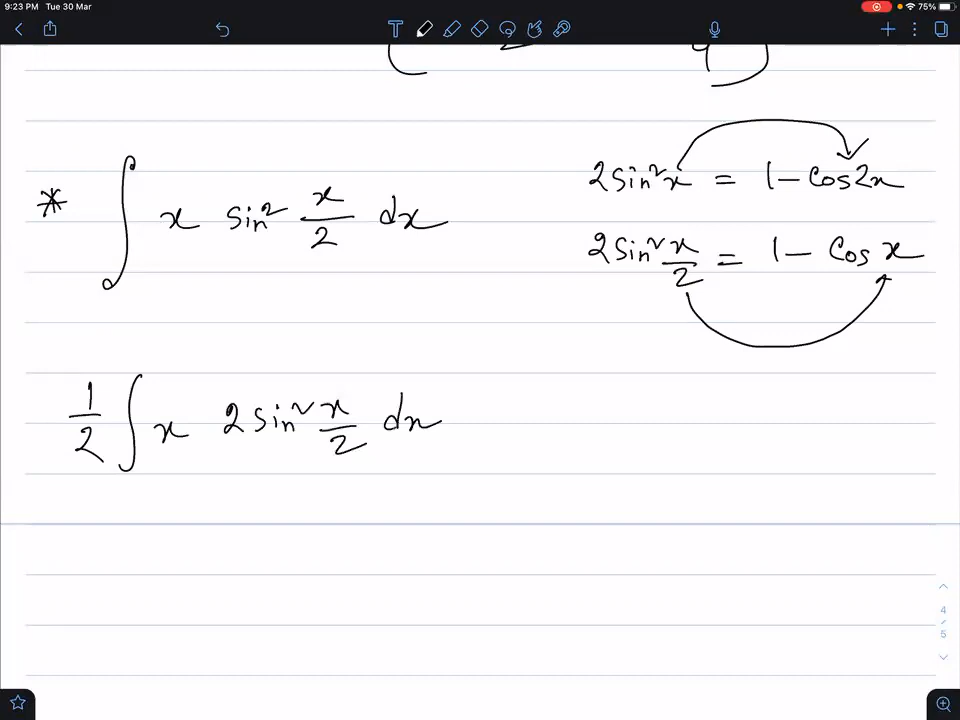 9:23 PM Tue 30 Mar 75%
2sin²x = 1 - cos2x
* ∫ x sin² x/2 dx
2sin² x/2 = 1 - cos x
1/2 ∫ x 2sin² x/2 dx
4
5